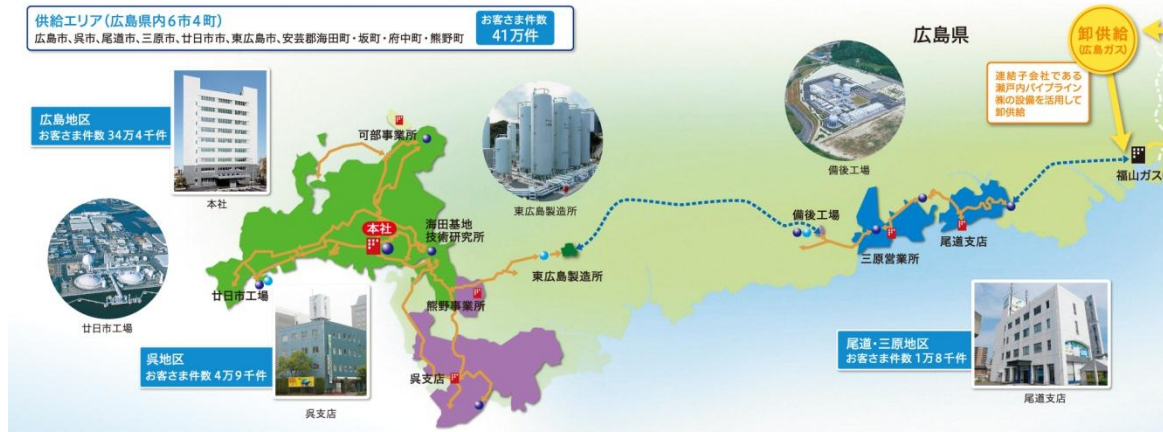 供給エリア(広島県内6市4町)
広島市、呉市、尾道市、三原市、廿日市市、東広島市、安芸郡海田町・坂町・府中町・熊野町
お客さま件数
41万件
広島県
卸供給
(広島ガス)
連結子会社である
瀬戸内パイプライン
㈱の設備を活用して
卸供給
福山ガス
広島地区
お客さま件数 34万4千件
本社
可部事業所
東広島製造所
備後工場
本社
海田基地
技術研究所
備後工場
尾道支店
三原営業所
東広島製造所
廿日市工場
熊野事業所
廿日市工場
呉地区
お客さま件数 4万9千件
呉支店
呉支店
尾道・三原地区
お客さま件数 1万8千件
尾道支店